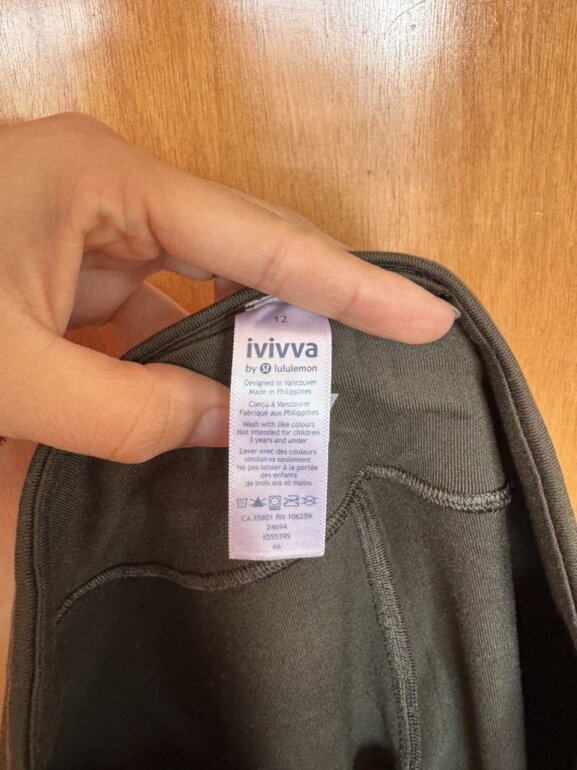 12
ivivva
by lululemon
Designed in Vancouver
Made in Philippines
Conçu à Vancouver
Fabriqué aux Philippines
Wash with like colours
Not intended for children
3 years and under
Laver avec des couleurs
similaires seulement
Ne pas laisser à la portée
des enfants
de trois ans et moins
CA 35801 RN 106259
24694
IG55395
A6